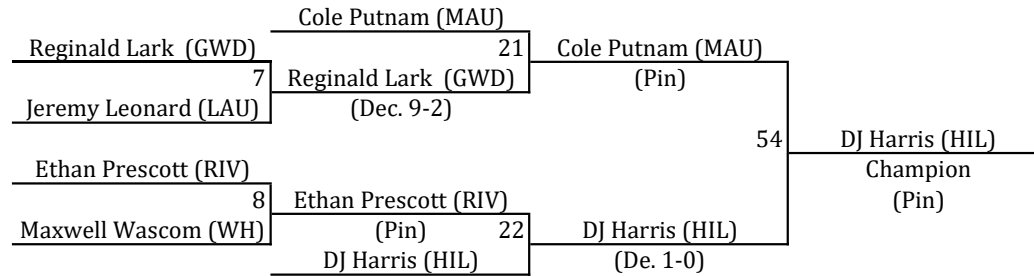 Cole Putnam (MAU)
Reginald Lark  (GWD)
21
Cole Putnam (MAU)
7
Reginald Lark  (GWD)
(Pin)
Jeremy Leonard (LAU)
(Dec. 9-2)
54
DJ Harris (HIL)
Ethan Prescott (RIV)
Champion
8
Ethan Prescott (RIV)
(Pin)
Maxwell Wascom (WH)
(Pin)
22
DJ Harris (HIL)
DJ Harris (HIL)
(De. 1-0)